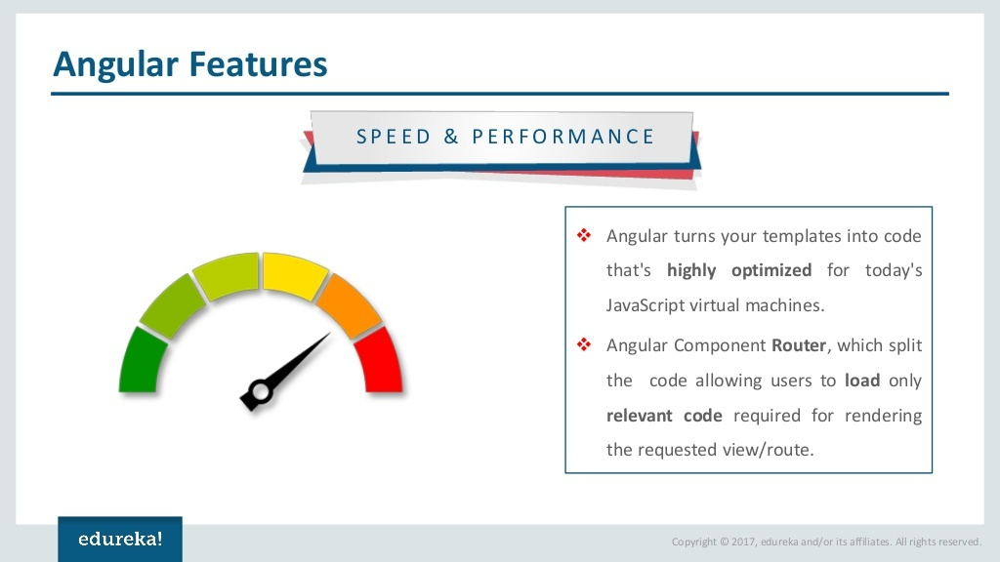 Angular Features
SPEED & PERFORMANCE
❖ Angular turns your templates into code
that's highly optimized for today's
JavaScript virtual machines.
❖ Angular Component Router, which split
the code allowing users to load only
relevant code required for rendering
the requested view/route.
edureka!
Copyright © 2017, edureka and/or its affiliates. All rights reserved.